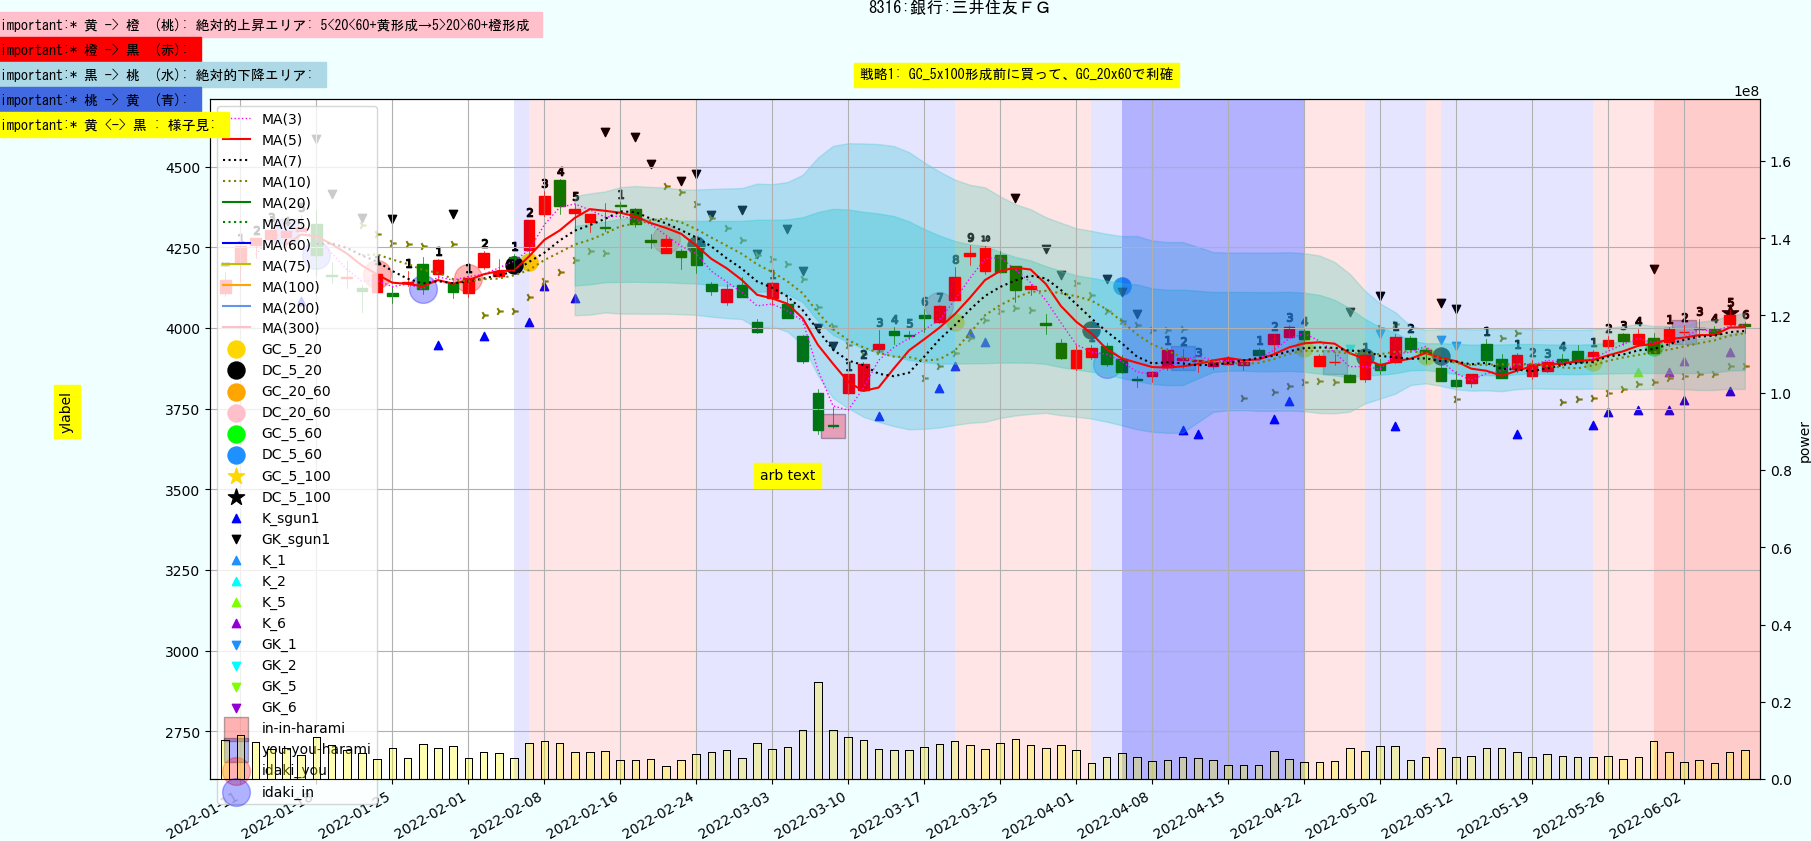 8316:銀行:三井住友ＦＧ
important:* 黄 -> 橙 (桃): 絶対的上昇エリア: 5<20<60+黄形成→5>20>60+橙形成
important:* 橙 -> 黒 (赤):
important:* 黒 -> 桃 (水): 絶対的下降エリア:
important:* 桃 -> 黄 (青):
important:* 黄 <-> 黒 : 様子見:
戦略1: GC_5x100形成前に買って、GC_20x60で利確
1e8
MA(3)
MA(5)
MA(7)
MA(10)
MA(20)
MA(25)
MA(60)
MA(75)
MA(100)
MA(200)
MA(300)
GC_5_20
DC_5_20
GC_20_60
DC_20_60
GC_5_60
DC_5_60
GC_5_100
DC_5_100
K_sgun1
GK_sgun1
K_1
K_2
K_5
K_6
GK_1
GK_2
GK_5
GK_6
in-in-harami
you-you-harami
idaki_you
idaki_in
4500
4250
4000
3750
3500
3250
3000
2750
ylabel
arb text
1.6
1.4
1.2
1.0
0.8
0.6
0.4
0.2
0.0
power
2022-01-25
2022-02-01
2022-02-08
2022-02-16
2022-02-24
2022-03-03
2022-03-10
2022-03-17
2022-03-25
2022-04-01
2022-04-08
2022-04-15
2022-04-22
2022-05-02
2022-05-12
2022-05-19
2022-05-26
2022-06-02